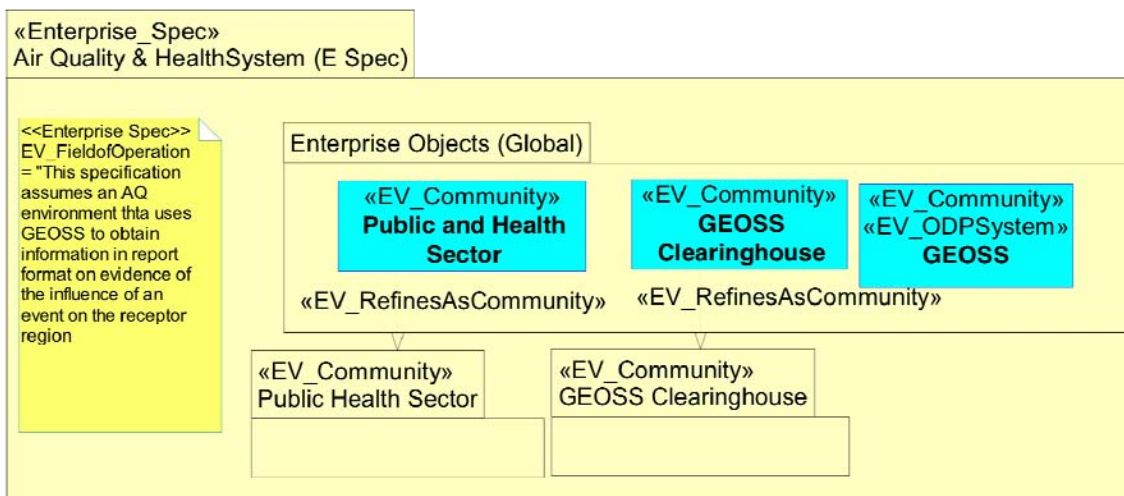 «Enterprise_Spec»
Air Quality & HealthSystem (E Spec)
<<Enterprise Spec>>
EV_FieldofOperation
= "This specification
assumes an AQ
environment thta uses
GEOSS to obtain
information in report
format on evidence of
the influence of an
event on the receptor
region
Enterprise Objects (Global)
«EV_Community»
Public and Health
Sector
«EV_Community»
GEOSS
Clearinghouse
«EV_Community»
«EV_ODPSystem»
GEOSS
«EV_RefinesAsCommunity»
«EV_RefinesAsCommunity»
«EV_Community»
Public Health Sector
«EV_Community»
GEOSS Clearinghouse